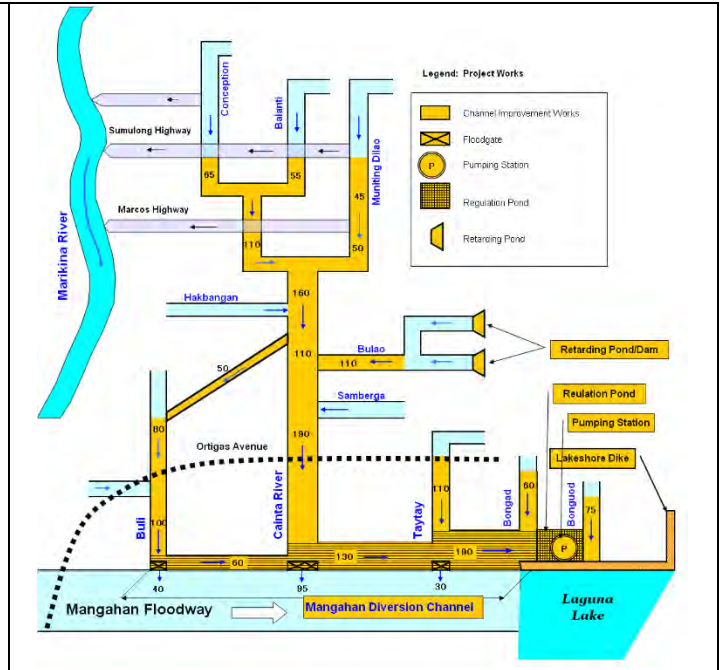 Legend: Project Works
Channel Improvement Works
Floodgate
P
Pumping Station
Regulation Pond
Retarding Pond
Conception
Baianti
Muniting Dilao
Sumulong Highway
65
55
45
Marcos Highway
110
50
Marikina River
Hakbangan
160
110
Bulao
110
Retarding Pond/Dam
50
Samberga
Reulation Pond
Pumping Station
80
190
Ortigas Avenue
Lakeshore Dike
Buli
100
Cainta River
Taytay
110
Bongad
60
Bonguod
75
P
60
130
180
40
95
30
Mangahan Floodway
Mangahan Diversion Channel
Laguna
Lake